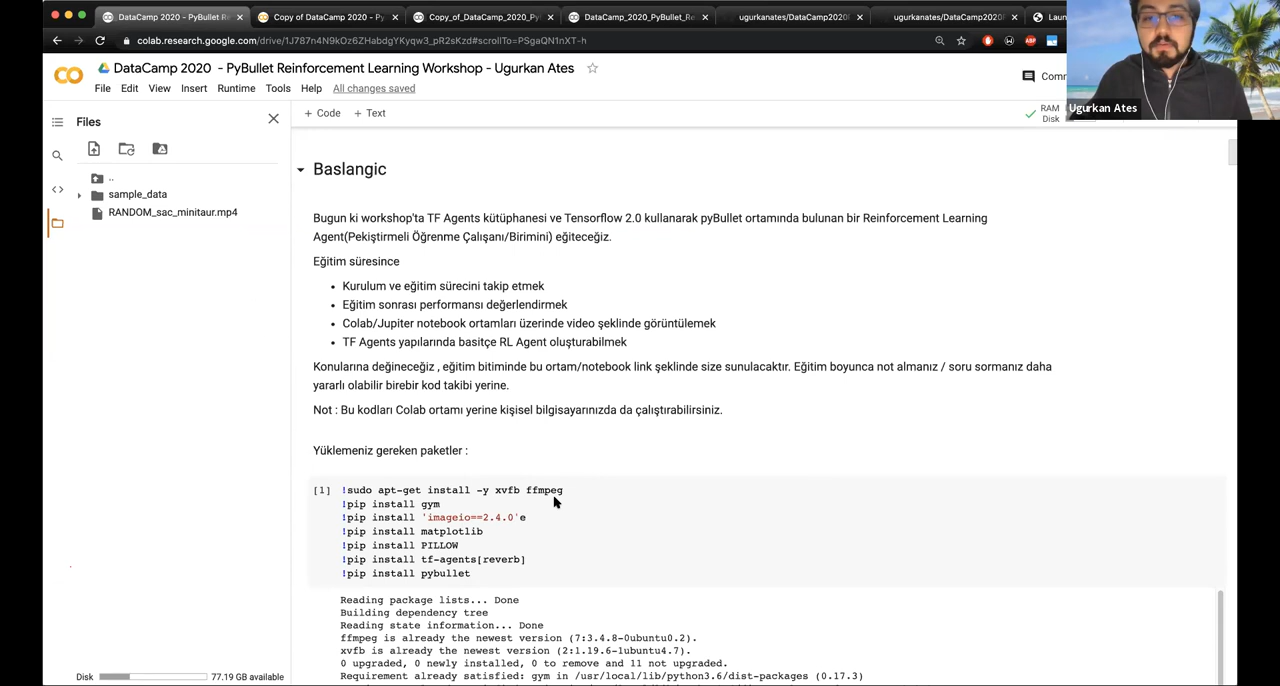 DataCamp 2020 - PyBullet Re
Copy of DataCamp 2020 - Py
Copy_of_DataCamp_2020_Py
DataCamp_2020_PyBullet_Re
ugurkanates/DataCamp2020
ugurkanates/DataCamp2020
Laun
colab.research.google.com/drive/1J787n4N9kOz6ZHabdgYKyqw3_pR2sKzd#scrollTo=PSgaQN1nXT-h
ABP
DataCamp 2020 - PyBullet Reinforcement Learning Workshop - Ugurkan Ates
File Edit View Insert Runtime Tools Help All changes saved
Comm
Ugurkan Ates
Files
+ Code + Text
RAM
Disk
..
sample_data
RANDOM_sac_minitaur.mp4
Baslangic
Bugun ki workshop'ta TF Agents kütüphanesi ve Tensorflow 2.0 kullanarak pyBullet ortamında bulunan bir Reinforcement Learning
Agent(Pekiştirmeli Öğrenme Çalışanı/Birimini) eğiteceğiz.
Eğitim süresince
• Kurulum ve eğitim sürecini takip etmek
• Eğitim sonrası performansı değerlendirmek
• Colab/Jupiter notebook ortamları üzerinde video şeklinde görüntülemek
• TF Agents yapılarında basitçe RL Agent oluşturabilmek
Konularına değineceğiz , eğitim bitiminde bu ortam/notebook link şeklinde size sunulacaktır. Eğitim boyunca not almanız / soru sormanız daha
yararlı olabilir birebir kod takibi yerine.
Not : Bu kodları Colab ortamı yerine kişisel bilgisayarınızda da çalıştırabilirsiniz.
Yüklemeniz gereken paketler :
[1] !sudo apt-get install -y xvfb ffmpeg
!pip install gym
!pip install 'imageio==2.4.0'e
!pip install matplotlib
!pip install PILLOW
!pip install tf-agents[reverb]
!pip install pybullet
Reading package lists... Done
Building dependency tree
Reading state information... Done
ffmpeg is already the newest version (7:3.4.8-0ubuntu0.2).
xvfb is already the newest version (2:1.19.6-1ubuntu4.7).
0 upgraded, 0 newly installed, 0 to remove and 11 not upgraded.
Requirement already satisfied: gym in /usr/local/lib/python3.6/dist-packages (0.17.3)
Disk 77.19 GB available